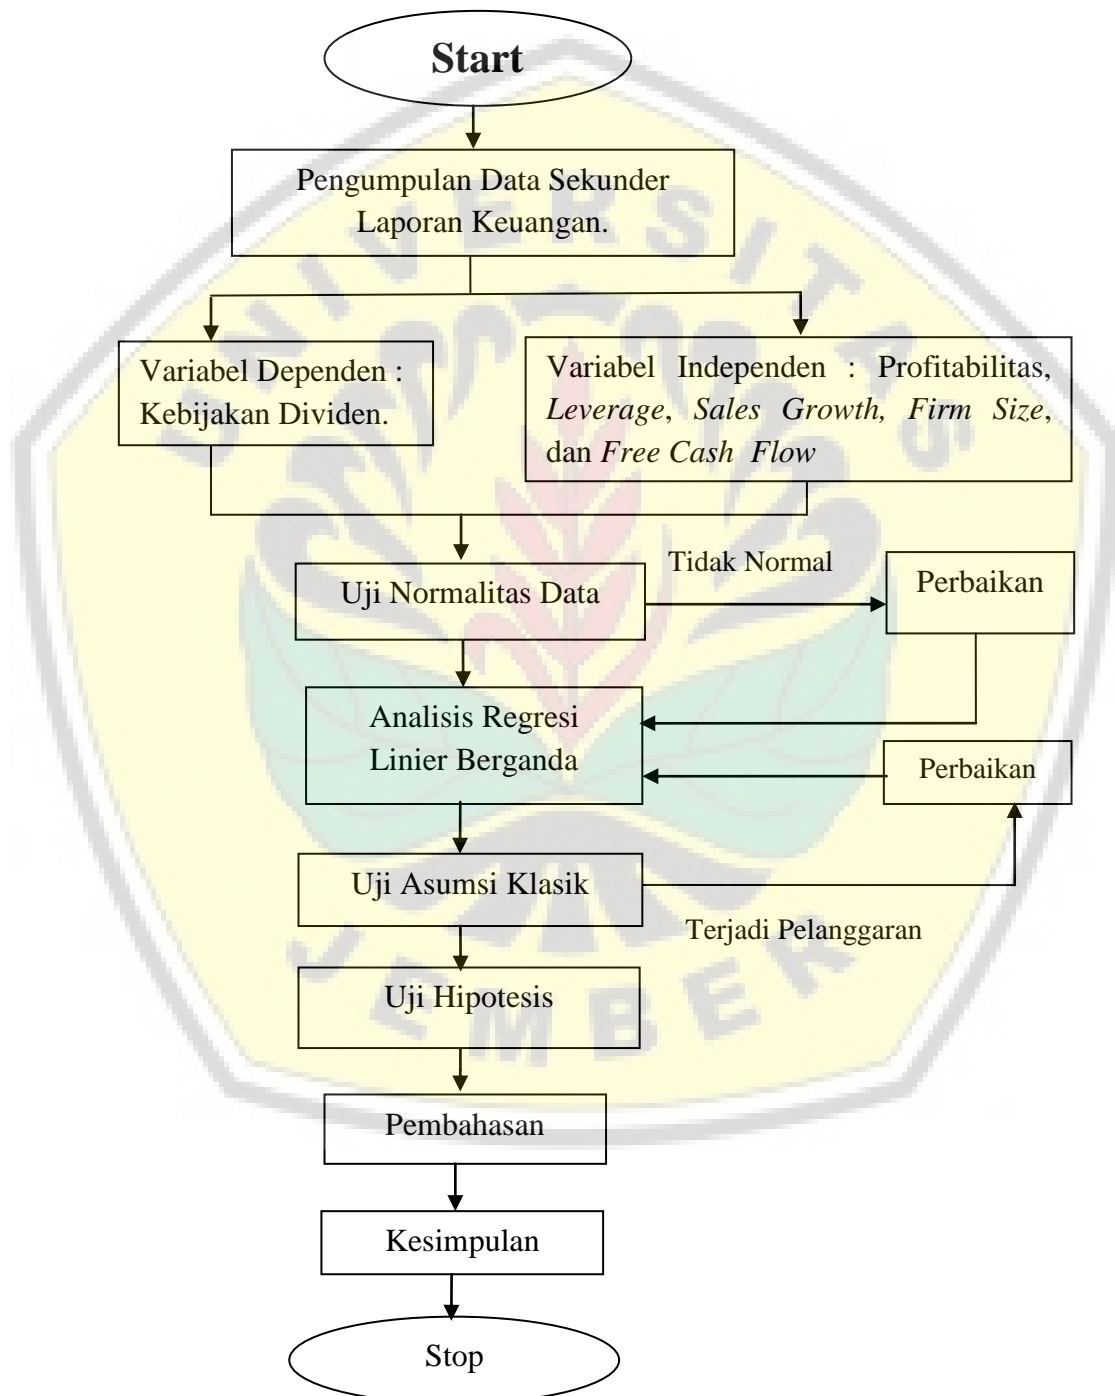 Start
Pengumpulan Data Sekunder
Laporan Keuangan.
Variabel Dependen :
Kebijakan Dividen.
Variabel Independen : Profitabilitas,
Leverage, Sales Growth, Firm Size,
dan Free Cash Flow
Uji Normalitas Data
Tidak Normal
Perbaikan
Analisis Regresi
Linier Berganda
Perbaikan
Uji Asumsi Klasik
Terjadi Pelanggaran
Uji Hipotesis
Pembahasan
Kesimpulan
Stop
UNIVERSITAS
JEMBER